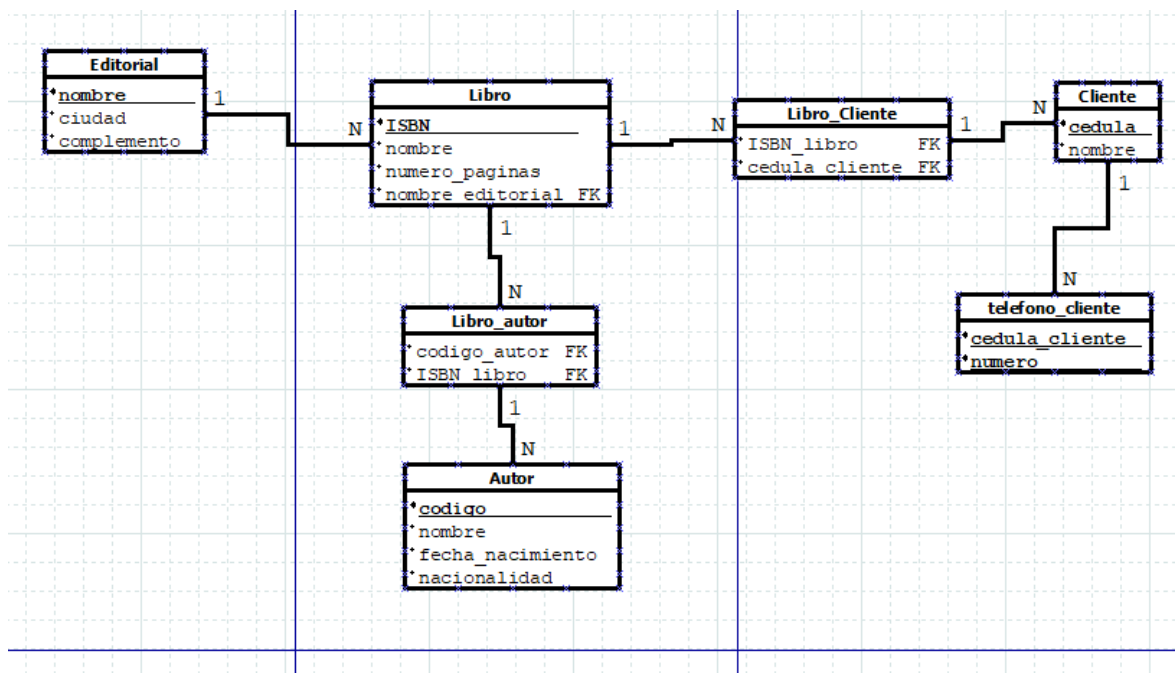 Editorial
nombre
ciudad
complemento
1
N
Libro
ISBN
nombre
numero_paginas
nombre_editorial FK
1
N
Libro_Cliente
ISBN_libro FK
cedula_cliente FK
1
N
Cliente
cedula
nombre
1
N
telefono_cliente
cedula_cliente
numero
1
N
Libro_autor
codigo_autor FK
ISBN_libro FK
1
N
Autor
codigo
nombre
fecha_nacimiento
nacionalidad